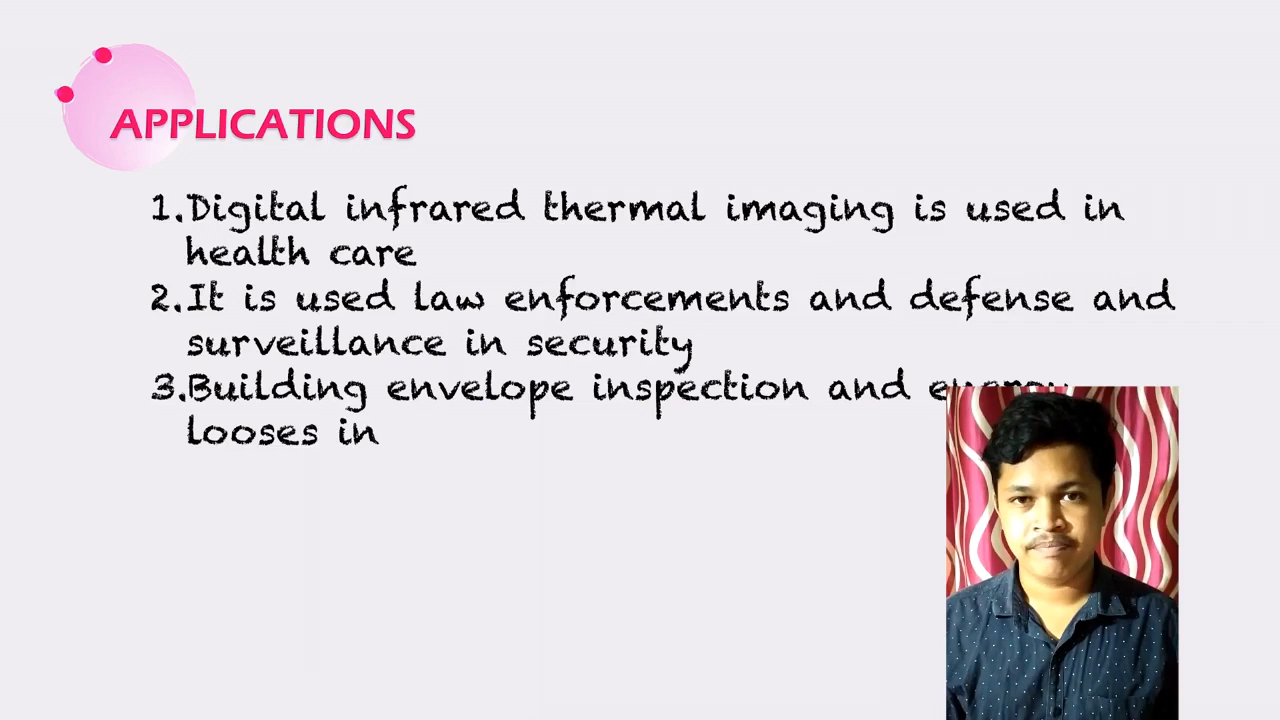 APPLICATIONS
1.Digital infrared thermal imaging is used in
health care
2.It is used law enforcements and defense and
surveillance in security
3.Building envelope inspection and energy
looses in